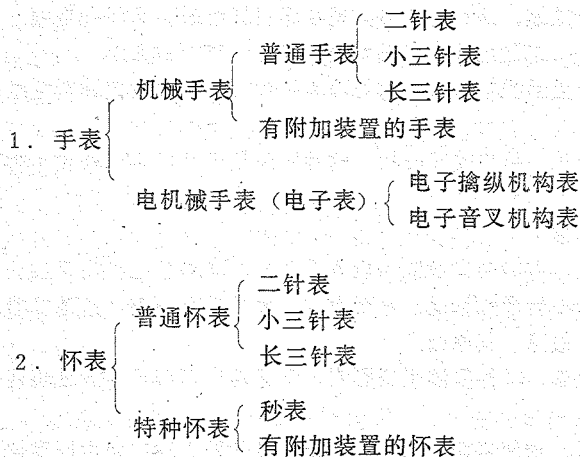 二针表
普通手表 小三针表
机械手表 长三针表
有附加装置的手表
1. 手表
电子擒纵机构表
电机械手表（电子表）
电子音叉机构表
二针表
普通怀表 小三针表
长三针表
2. 怀表
秒表
特种怀表
有附加装置的怀表